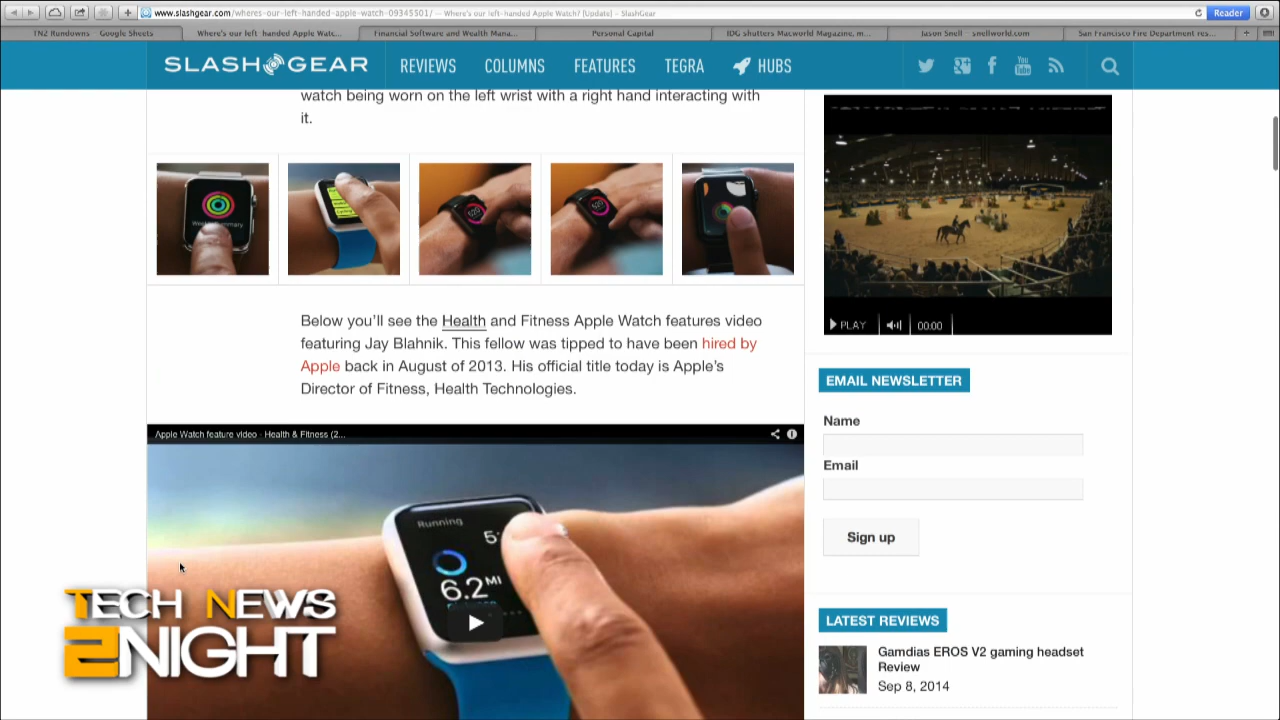 www.slashgear.com/wheres-our-left-handed-apple-watch-09345501/ — Where's our left-handed Apple Watch? [Update] - SlashGear
Reader
TN2 Rundowns - Google Sheets
Where's our left-handed Apple Watc...
Financial Software and Wealth Mana...
Personal Capital
IDG shutters Macworld Magazine, m...
Jason Snell - snellworld.com
San Francisco Fire Department res...
SLASHGEAR
REVIEWS
COLUMNS
FEATURES
TEGRA
HUBS
You Tube
watch being worn on the left wrist with a right hand interacting with
it.
Below you'll see the Health and Fitness Apple Watch features video
featuring Jay Blahnik. This fellow was tipped to have been hired by
Apple back in August of 2013. His official title today is Apple's
Director of Fitness, Health Technologies.
Apple Watch feature video - Health & Fitness (2...
Running
5:
6.2 MI
PLAY
00:00
EMAIL NEWSLETTER
Name
Email
Sign up
LATEST REVIEWS
Gamdias EROS V2 gaming headset
Review
Sep 8, 2014
TECH NEWS
2NIGHT